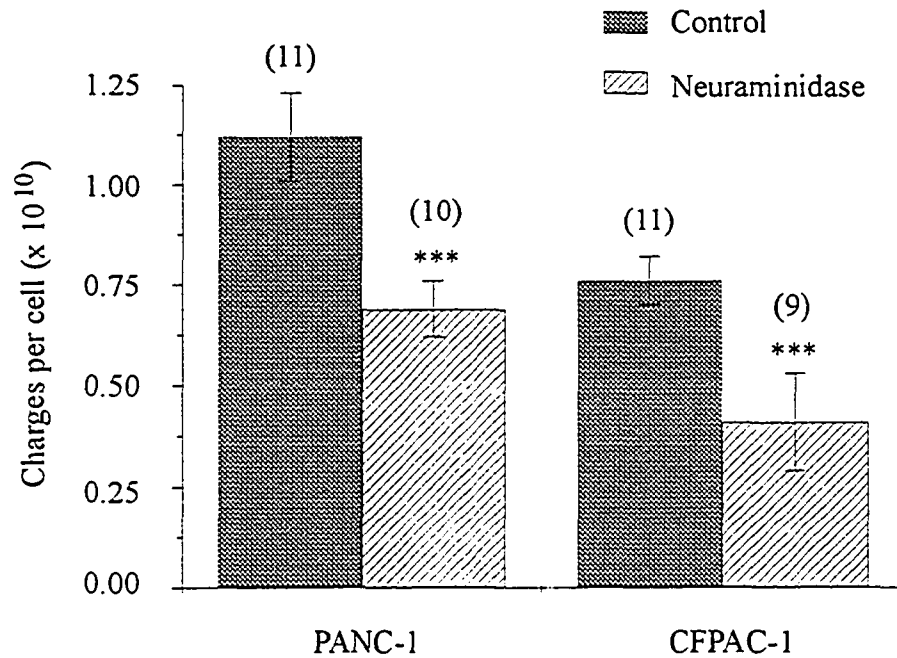 Control
Neuraminidase
(11)
(10)
***
(11)
(9)
***
1.25
1.00
0.75
0.50
0.25
0.00
Charges per cell (x 10^10)
PANC-1
CFPAC-1